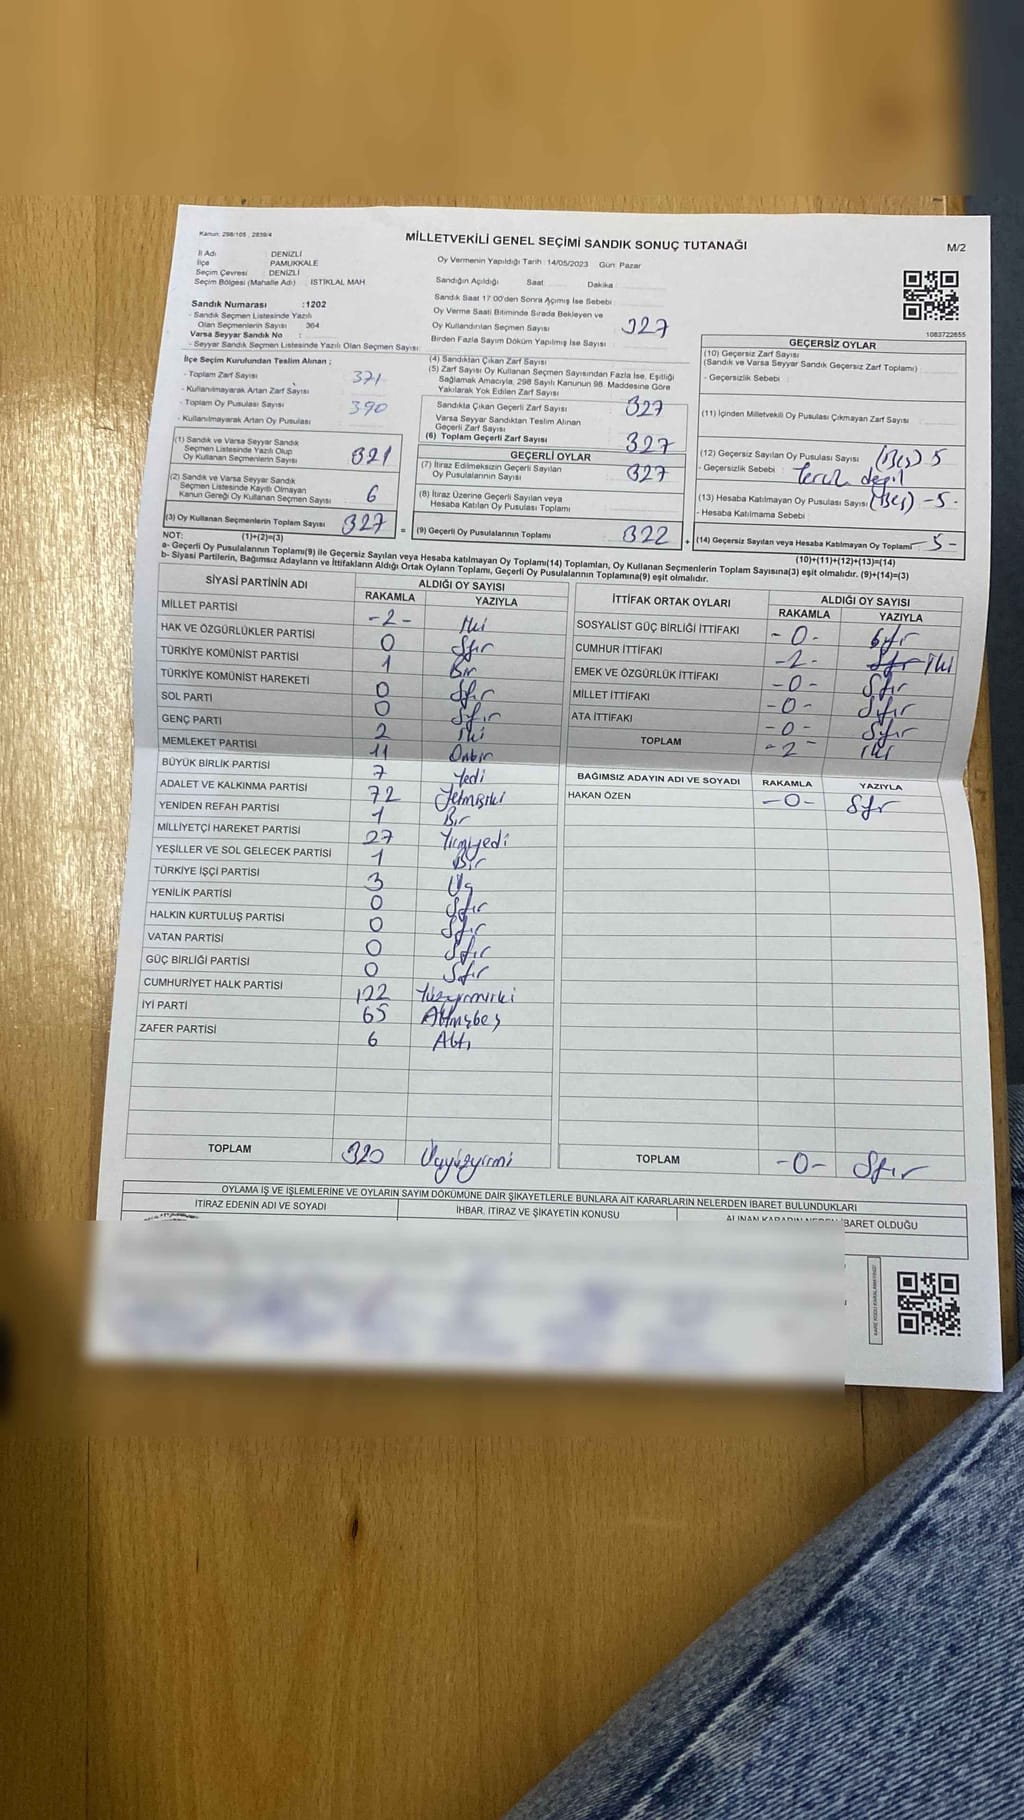 Kanun: 298/105 , 2839/4
MİLLETVEKİLİ GENEL SEÇİMİ SANDIK SONUÇ TUTANAĞI
M/2
İl Adı DENİZLİ
İlçe PAMUKKALE
Seçim Çevresi DENİZLİ
Seçim Bölgesi (Mahalle Adı) : ISTİKLAL MAH
Oy Vermenin Yapıldığı Tarih : 14/05/2023 Gün: Pazar
Sandığın Açıldığı Saat Dakika
Sandık Saat 17:00'den Sonra Açımış İse Sebebi
Oy Verme Saati Bitiminde Sırada Bekleyen ve
Oy Kullandırılan Seçmen Sayısı 327
Birden Fazla Sayım Döküm Yapılmış İse Sayısı
1083722655
Sandık Numarası :1202
- Sandık Seçmen Listesinde Yazılı
Olan Seçmenlerin Sayısı 364
Varsa Seyyar Sandık No :
- Seyyar Sandık Seçmen Listesinde Yazılı Olan Seçmen Sayısı
İlçe Seçim Kurulundan Teslim Alınan ;
- Toplam Zarf Sayısı 371
- Kullanılmayarak Artan Zarf Sayısı
- Toplam Oy Pusulası Sayısı 390
- Kullanılmayarak Artan Oy Pusulası
(1) Sandık ve Varsa Seyyar Sandık
Seçmen Listesinde Yazılı Olup
Oy Kullanan Seçmenlerin Sayısı 321
(2) Sandık ve Varsa Seyyar Sandık
Seçmen Listesinde Kayıtlı Olmayan
Kanun Gereği Oy Kullanan Seçmen Sayısı 6
(3) Oy Kullanan Seçmenlerin Toplam Sayısı 327 =
(1)+(2)=(3)
(4) Sandıktan Çıkan Zarf Sayısı
(5) Zarf Sayısı Oy Kullanan Seçmen Sayısından Fazla İse, Eşitliği
Sağlamak Amacıyla, 298 Sayılı Kanunun 98. Maddesine Göre
Yakılarak Yok Edilen Zarf Sayısı
Sandıkla Çıkan Geçerli Zarf Sayısı 327
Varsa Seyyar Sandıktan Teslim Alınan
Geçerli Zarf Sayısı
(6) Toplam Geçerli Zarf Sayısı 327
GEÇERLİ OYLAR
(7) İtiraz Edilmeksizin Geçerli Sayılan
Oy Pusulalarının Sayısı 327
(8) İtiraz Üzerine Geçerli Sayılan veya
Hesaba Katılan Oy Pusulası Toplamı
(9) Geçerli Oy Pusulalarının Toplamı 322 +
GEÇERSİZ OYLAR
(10) Geçersiz Zarf Sayısı
(Sandık ve Varsa Seyyar Sandık Geçersiz Zarf Toplamı)
- Geçersizlik Sebebi
(11) İçinden Milletvekili Oy Pusulası Çıkmayan Zarf Sayısı
(12) Geçersiz Sayılan Oy Pusulası Sayısı (Beş) 5
- Geçersizlik Sebebi Tercih değil
(13) Hesaba Katılmayan Oy Pusulası Sayısı (Beş) -5-
- Hesaba Katılmama Sebebi
(14) Geçersiz Sayılan veya Hesaba Katılmayan Oy Toplamı -5-
(10)+(11)+(12)+(13)=(14)
NOT:
a- Geçerli Oy Pusulalarının Toplamı(9) ile Geçersiz Sayılan veya Hesaba katılmayan Oy Toplamı(14) Toplamları, Oy Kullanan Seçmenlerin Toplam Sayısına(3) eşit olmalıdır. (9)+(14)=(3)
b- Siyasi Partilerin, Bağımsız Adayların ve İttifakların Aldığı Ortak Oyların Toplamı, Geçerli Oy Pusulalarının Toplamına(9) eşit olmalıdır.
SİYASİ PARTİNİN ADI ALDIĞI OY SAYISI
RAKAMLA YAZIYLA
MİLLET PARTİSİ -2- İki
HAK VE ÖZGÜRLÜKLER PARTİSİ 0 Sıfır
TÜRKİYE KOMÜNİST PARTİSİ 1 Bir
TÜRKİYE KOMÜNİST HAREKETİ 0 Sıfır
SOL PARTİ 0 Sıfır
GENÇ PARTİ 2 İki
MEMLEKET PARTİSİ 11 Onbir
BÜYÜK BİRLİK PARTİSİ 7 Yedi
ADALET VE KALKINMA PARTİSİ 72 Yetmişiki
YENİDEN REFAH PARTİSİ 1 Bir
MİLLİYETÇİ HAREKET PARTİSİ 27 Yirmiyedi
YEŞİLLER VE SOL GELECEK PARTİSİ 1 Bir
TÜRKİYE İŞÇİ PARTİSİ 3 Üç
YENİLİK PARTİSİ 0 Sıfır
HALKIN KURTULUŞ PARTİSİ 0 Sıfır
VATAN PARTİSİ 0 Sıfır
GÜÇ BİRLİĞİ PARTİSİ 0 Sıfır
CUMHURİYET HALK PARTİSİ 122 Yüzyirmiiki
İYİ PARTİ 65 Altmışbeş
ZAFER PARTİSİ 6 Altı
TOPLAM 320 Üçyüzyirmi
İTTİFAK ORTAK OYLARI ALDIĞI OY SAYISI
RAKAMLA YAZIYLA
SOSYALİST GÜÇ BİRLİĞİ İTTİFAKI -0- Sıfır
CUMHUR İTTİFAKI -2- Sıfır İki
EMEK VE ÖZGÜRLÜK İTTİFAKI -0- Sıfır
MİLLET İTTİFAKI -0- Sıfır
ATA İTTİFAKI -0- Sıfır
TOPLAM -2- İki
BAĞIMSIZ ADAYIN ADI VE SOYADI RAKAMLA YAZIYLA
HAKAN ÖZEN -0- Sıfır
TOPLAM -0- Sıfır
OYLAMA İŞ VE İŞLEMLERİNE VE OYLARIN SAYIM DÖKÜMÜNE DAİR ŞİKAYETLERLE BUNLARA AİT KARARLARIN NELERDEN İBARET BULUNDUKLARI
İTİRAZ EDENİN ADI VE SOYADI
İHBAR, İTİRAZ VE ŞİKAYETİN KONUSU
ALINAN KARARIN NEDEN İBARET OLDUĞU